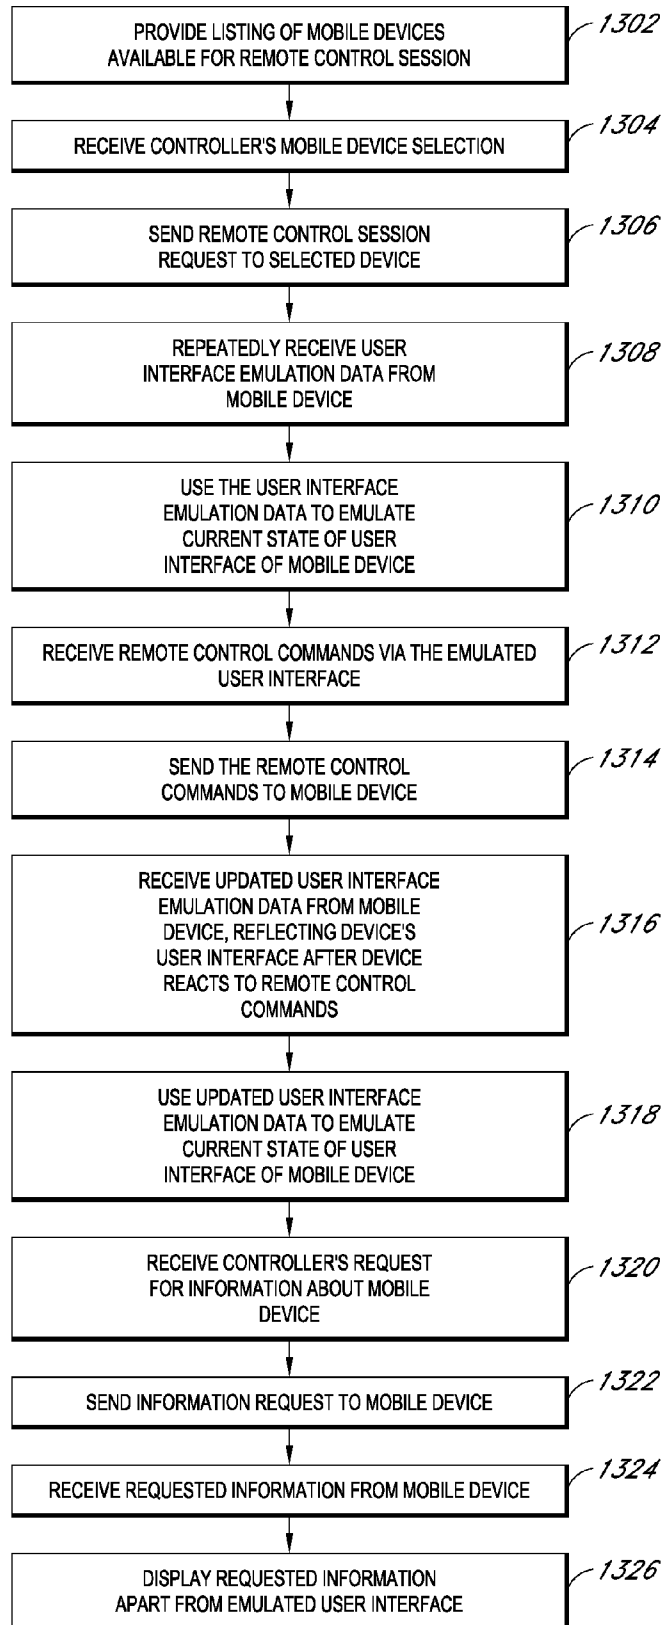 PROVIDE LISTING OF MOBILE DEVICES
AVAILABLE FOR REMOTE CONTROL SESSION
1302
RECEIVE CONTROLLER'S MOBILE DEVICE SELECTION
1304
SEND REMOTE CONTROL SESSION
REQUEST TO SELECTED DEVICE
1306
REPEATEDLY RECEIVE USER
INTERFACE EMULATION DATA FROM
MOBILE DEVICE
1308
USE THE USER INTERFACE
EMULATION DATA TO EMULATE
CURRENT STATE OF USER
INTERFACE OF MOBILE DEVICE
1310
RECEIVE REMOTE CONTROL COMMANDS VIA THE EMULATED
USER INTERFACE
1312
SEND THE REMOTE CONTROL
COMMANDS TO MOBILE DEVICE
1314
RECEIVE UPDATED USER INTERFACE
EMULATION DATA FROM MOBILE
DEVICE, REFLECTING DEVICE'S
USER INTERFACE AFTER DEVICE
REACTS TO REMOTE CONTROL
COMMANDS
1316
USE UPDATED USER INTERFACE
EMULATION DATA TO EMULATE
CURRENT STATE OF USER
INTERFACE OF MOBILE DEVICE
1318
RECEIVE CONTROLLER'S REQUEST
FOR INFORMATION ABOUT MOBILE
DEVICE
1320
SEND INFORMATION REQUEST TO MOBILE DEVICE
1322
RECEIVE REQUESTED INFORMATION FROM MOBILE DEVICE
1324
DISPLAY REQUESTED INFORMATION
APART FROM EMULATED USER INTERFACE
1326